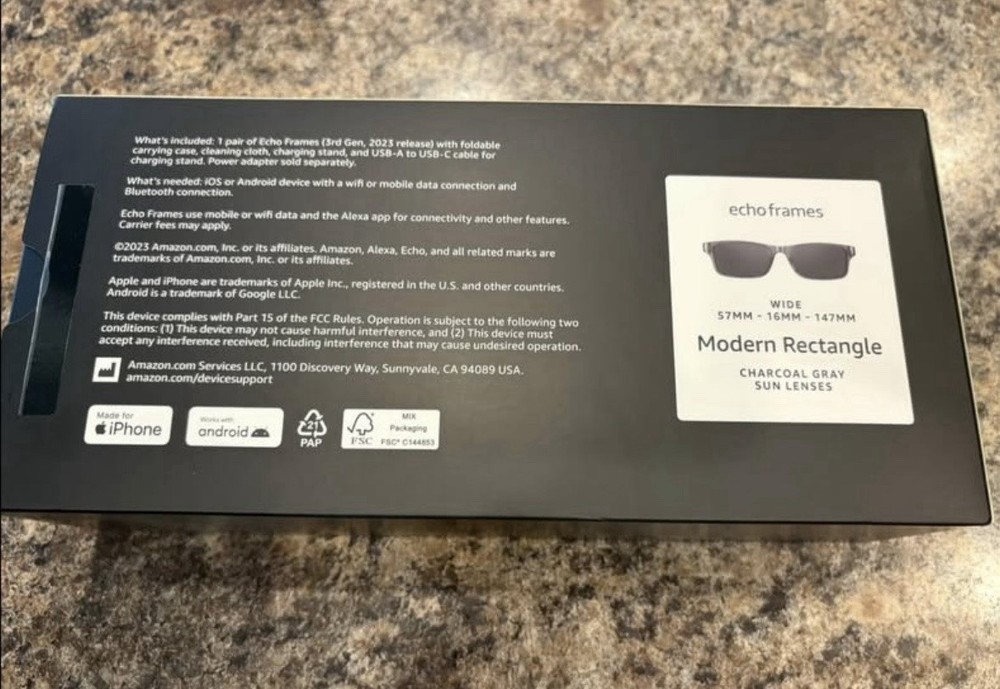 What's included: 1 pair of Echo Frames (3rd Gen, 2023 release) with foldable
carrying case, cleaning cloth, charging stand, and USB-A to USB-C cable for
charging stand. Power adapter sold separately.
What's needed: iOS or Android device with a wifi or mobile data connection and
Bluetooth connection.
Echo Frames use mobile or wifi data and the Alexa app for connectivity and other features.
Carrier fees may apply.
©2023 Amazon.com, Inc. or its affiliates. Amazon, Alexa, Echo, and all related marks are
trademarks of Amazon.com, Inc. or its affiliates.
Apple and iPhone are trademarks of Apple Inc., registered in the U.S. and other countries.
Android is a trademark of Google LLC.
This device complies with Part 15 of the FCC Rules. Operation is subject to the following two
conditions: (1) This device may not cause harmful interference, and (2) This device must
accept any interference received, including interference that may cause undesired operation.
Amazon.com Services LLC, 1100 Discovery Way, Sunnyvale, CA 94089 USA.
amazon.com/devicesupport
Made for
iPhone
Works with
android
21
PAP
FSC
MIX
Packaging
FSC® C144853
echo frames
WIDE
57MM - 16MM - 147MM
Modern Rectangle
CHARCOAL GRAY
SUN LENSES